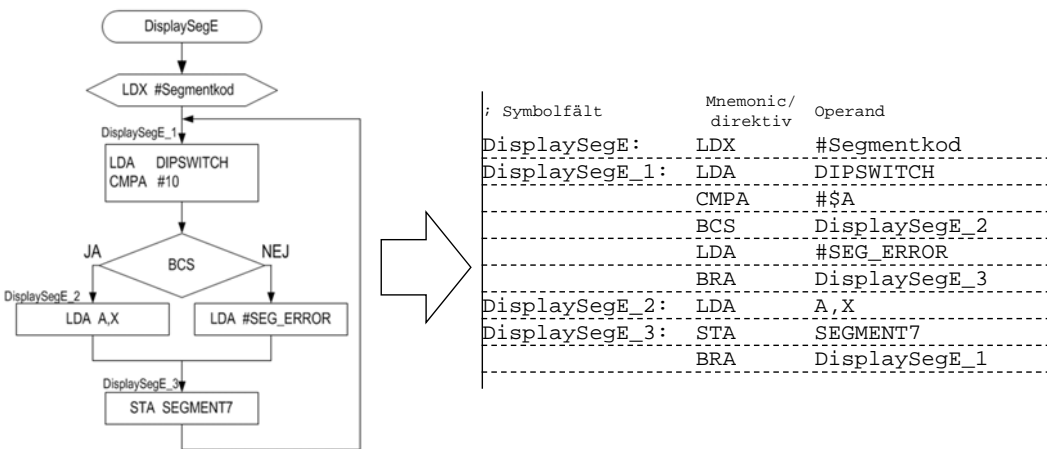 DisplaySegE
LDX #Segmentkod
DisplaySegE_1
LDA DIPSWITCH
CMPA #10
JA
BCS
NEJ
DisplaySegE_2
LDA A,X
LDA #SEG_ERROR
DisplaySegE_3
STA SEGMENT7
; Symbolfält Mnemonic/direktiv Operand
DisplaySegE: LDX #Segmentkod
DisplaySegE_1: LDA DIPSWITCH
CMPA #$A
BCS DisplaySegE_2
LDA #SEG_ERROR
BRA DisplaySegE_3
DisplaySegE_2: LDA A,X
DisplaySegE_3: STA SEGMENT7
BRA DisplaySegE_1